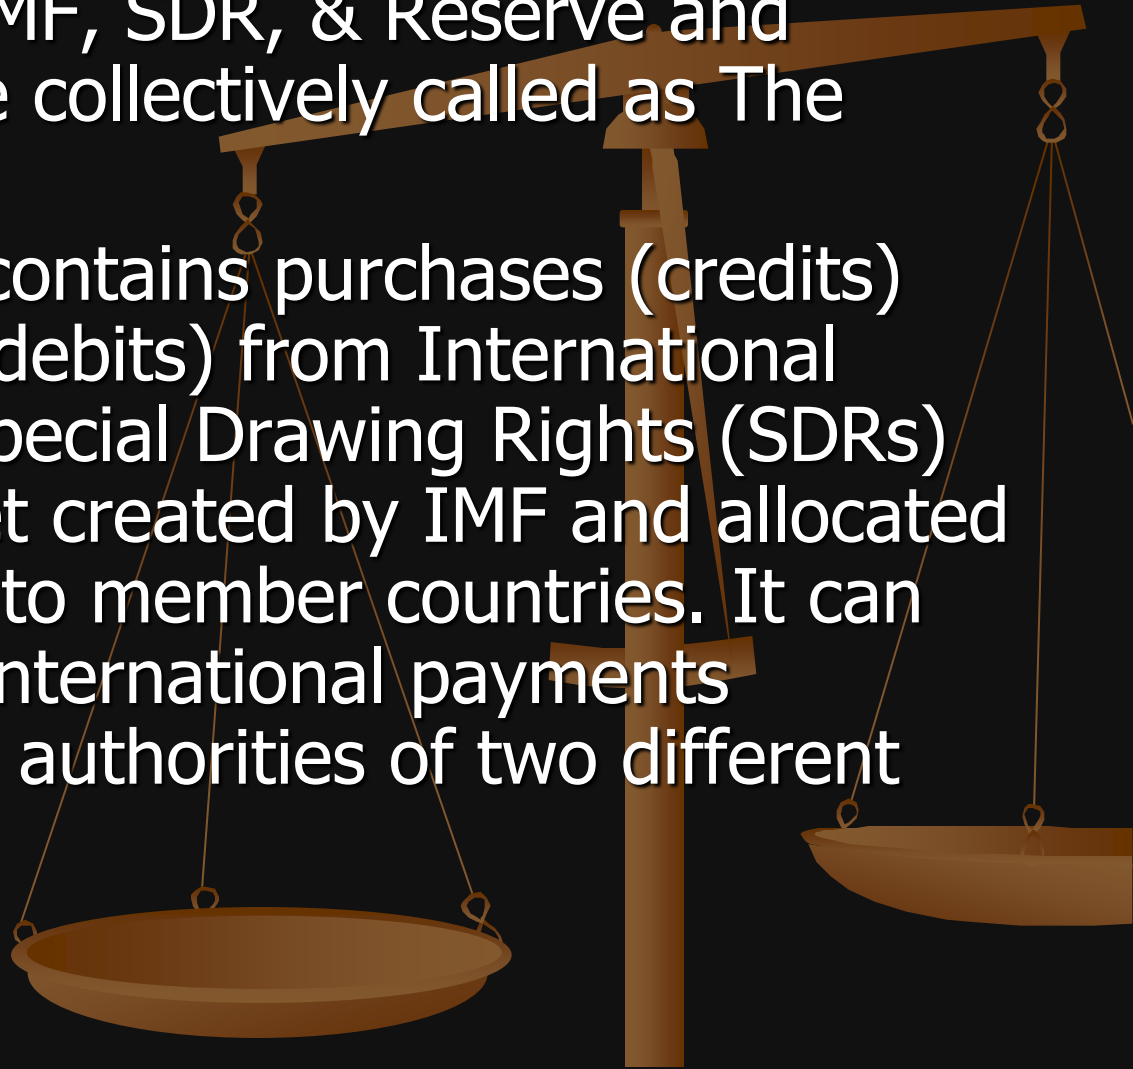 MF, SDR, & Reserve and
e collectively called as The
contains purchases (credits)
debits) from International
pecial Drawing Rights (SDRs)
et created by IMF and allocated
to member countries. It can
nternational payments
authorities of two different